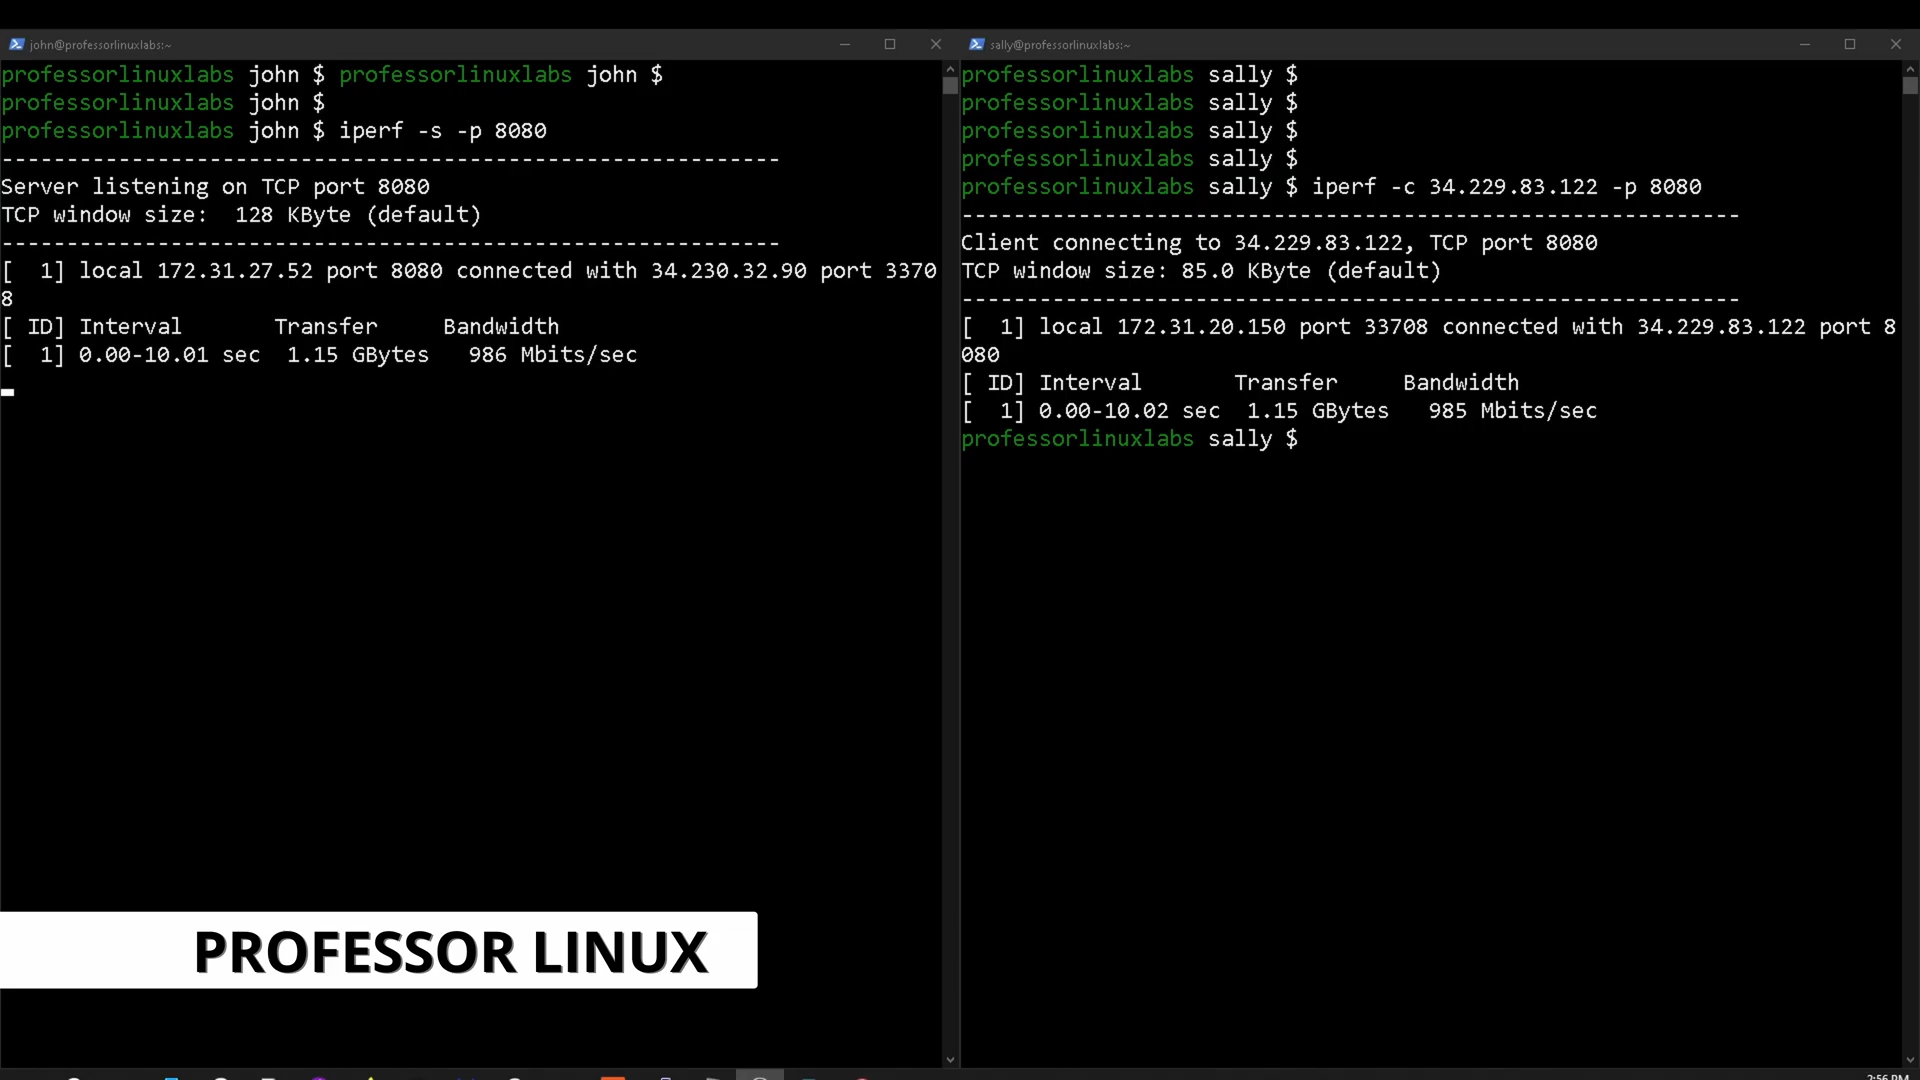 john@professorlinuxlabs:~
professorlinuxlabs john $ professorlinuxlabs john $
professorlinuxlabs john $
professorlinuxlabs john $ iperf -s -p 8080
------------------------------------------------------------
Server listening on TCP port 8080
TCP window size:  128 KByte (default)
------------------------------------------------------------
[  1] local 172.31.27.52 port 8080 connected with 34.230.32.90 port 3370
8
[ ID] Interval       Transfer     Bandwidth
[  1] 0.00-10.01 sec  1.15 GBytes   986 Mbits/sec
PROFESSOR LINUX
sally@professorlinuxlabs:~
professorlinuxlabs sally $
professorlinuxlabs sally $
professorlinuxlabs sally $
professorlinuxlabs sally $
professorlinuxlabs sally $ iperf -c 34.229.83.122 -p 8080
------------------------------------------------------------
Client connecting to 34.229.83.122, TCP port 8080
TCP window size: 85.0 KByte (default)
------------------------------------------------------------
[  1] local 172.31.20.150 port 33708 connected with 34.229.83.122 port 8
080
[ ID] Interval       Transfer     Bandwidth
[  1] 0.00-10.02 sec  1.15 GBytes   985 Mbits/sec
professorlinuxlabs sally $
2:56 PM